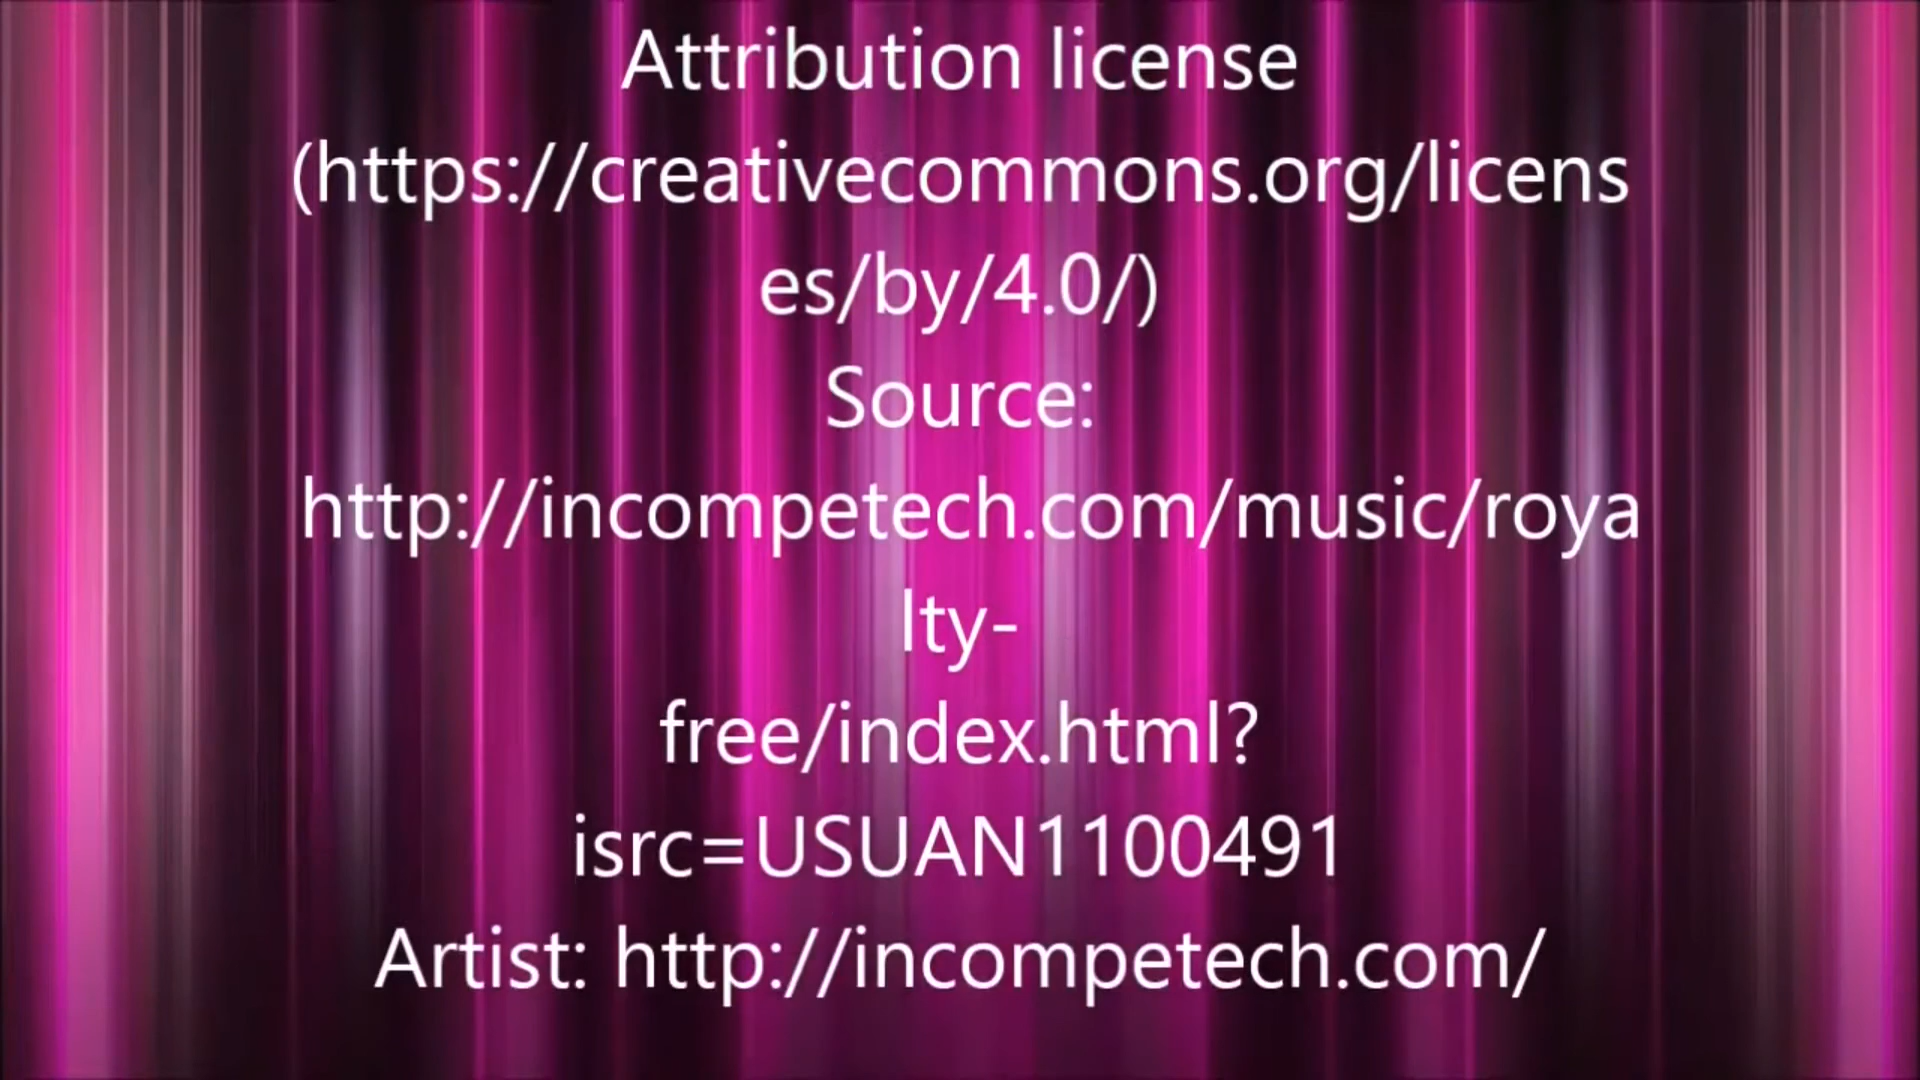 Attribution license
(https://creativecommons.org/licens
es/by/4.0/)
Source:
http://incompetech.com/music/roya
lty-
free/index.html?
isrc=USUAN1100491
Artist: http://incompetech.com/